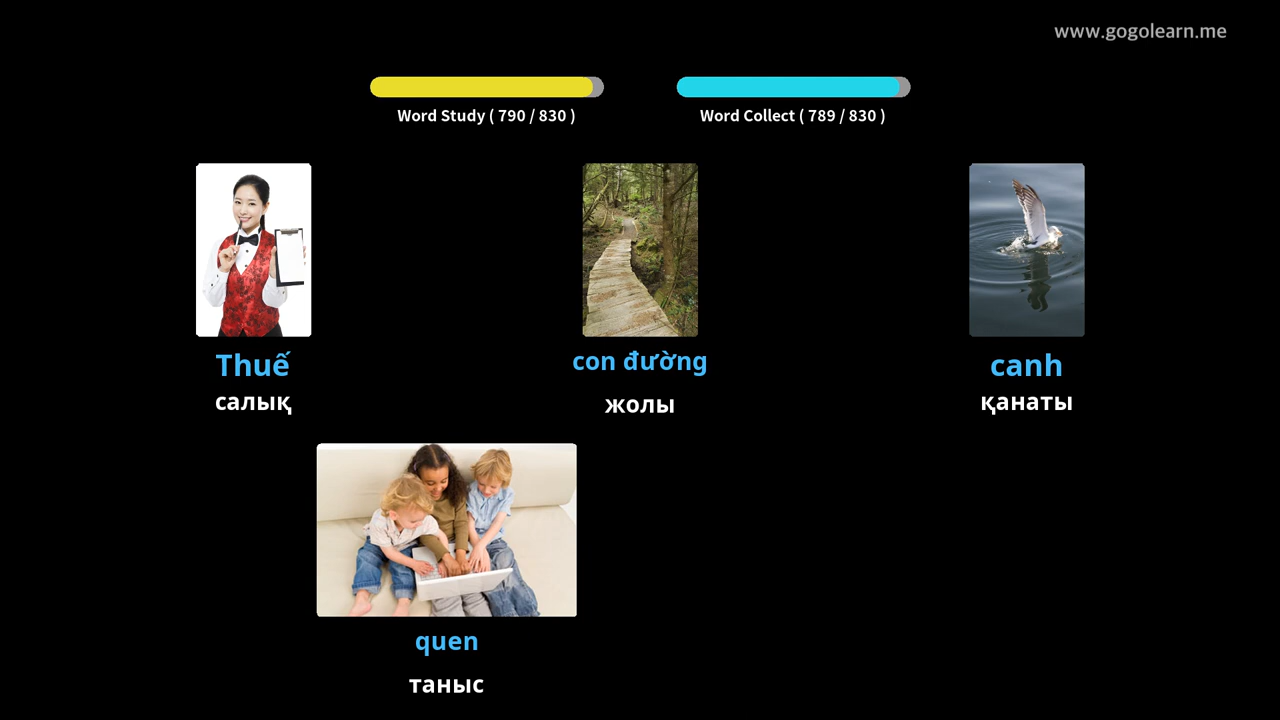 www.gogolearn.me
Word Study ( 790 / 830 )
Word Collect ( 789 / 830 )
Thuế
салық
con đường
жолы
canh
қанаты
quen
таныс